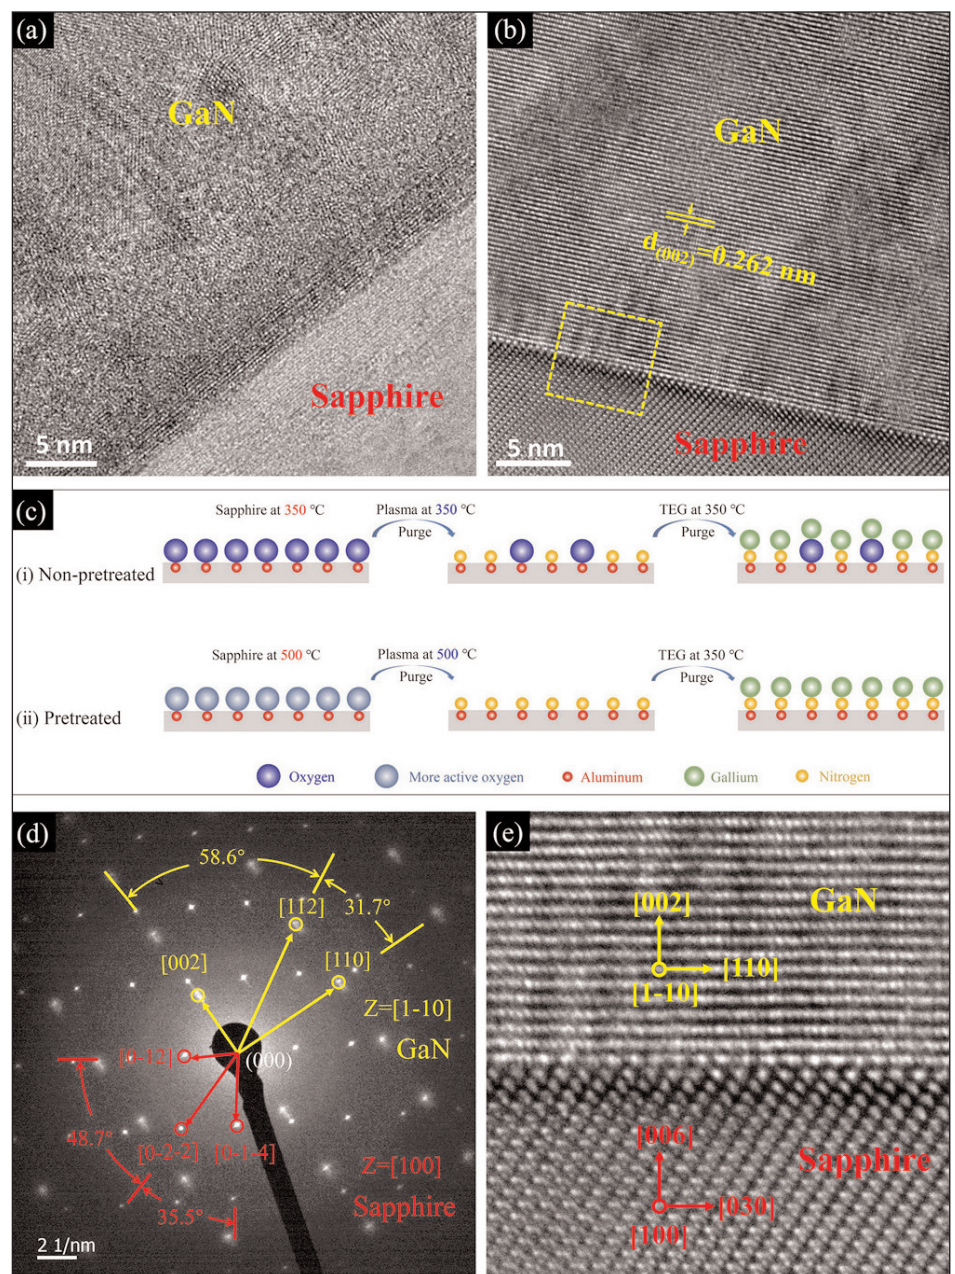 (a)
GaN
Sapphire
5 nm
(b)
GaN
d(002)=0.262 nm
Sapphire
5 nm
(c)
Sapphire at 350 °C
Plasma at 350 °C
Purge
TEG at 350 °C
Purge
(i) Non-pretreated
Sapphire at 500 °C
Plasma at 500 °C
Purge
TEG at 350 °C
Purge
(ii) Pretreated
Oxygen
More active oxygen
Aluminum
Gallium
Nitrogen
(d)
58.6°
31.7°
[112]
[110]
[002]
Z=[1-10]
GaN
(000)
[0-12]
48.7°
[0-2-2]
[0-1-4]
35.5°
Z=[100]
Sapphire
2 1/nm
(e)
GaN
[002]
[110]
[1-10]
Sapphire
[006]
[030]
[100]